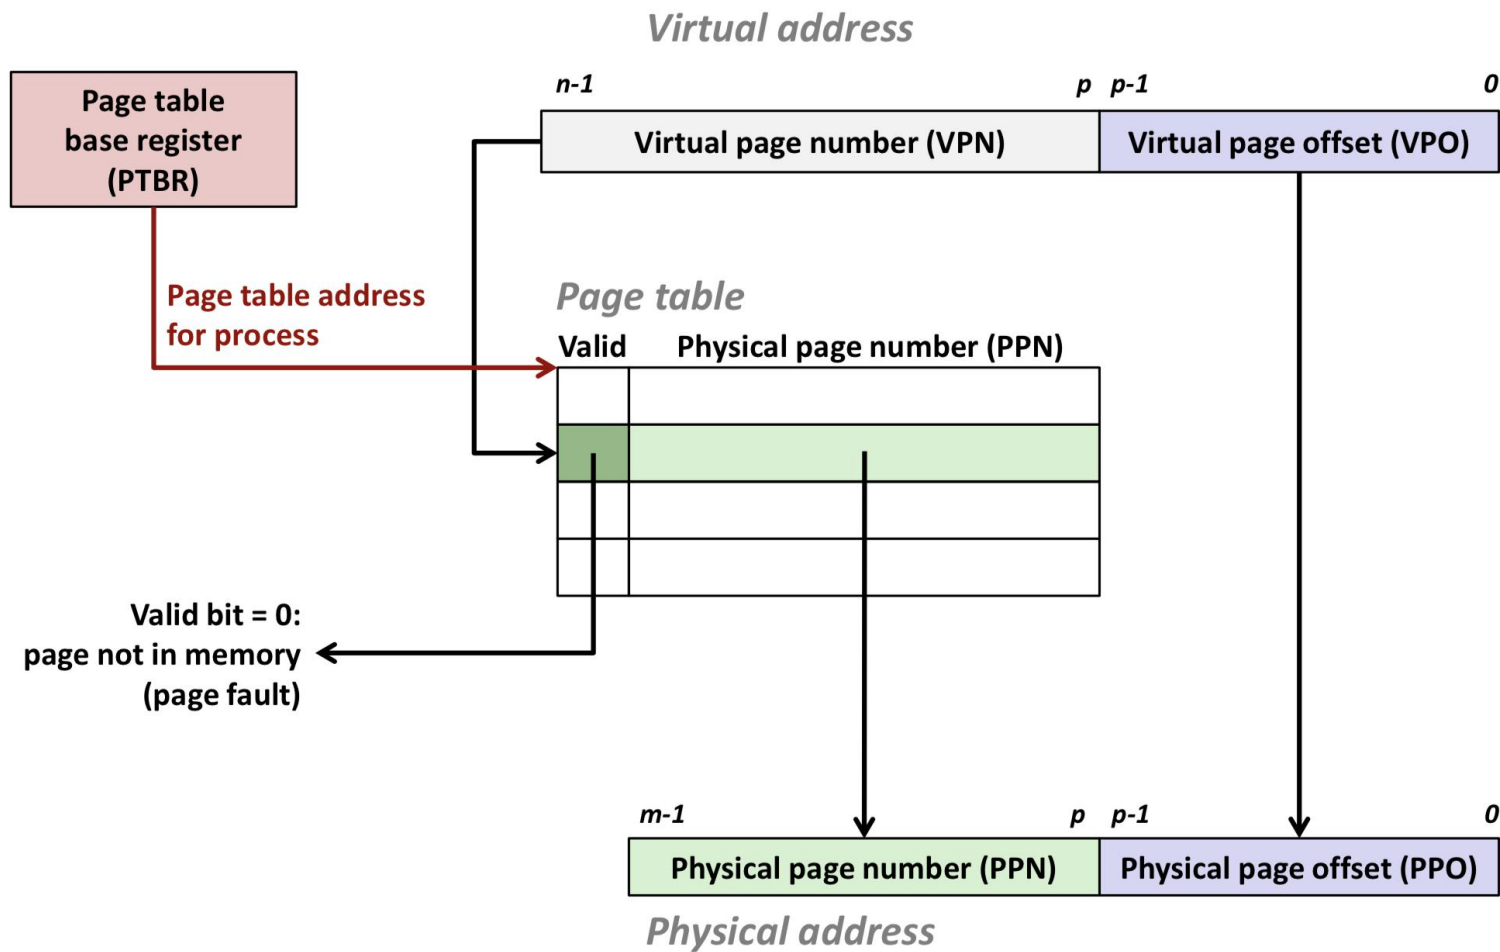 Virtual address
n-1
p
p-1
0
Page table
base register
(PTBR)
Virtual page number (VPN)
Virtual page offset (VPO)
Page table address
for process
Page table
Valid
Physical page number (PPN)
Valid bit = 0:
page not in memory
(page fault)
m-1
p
p-1
0
Physical page number (PPN)
Physical page offset (PPO)
Physical address